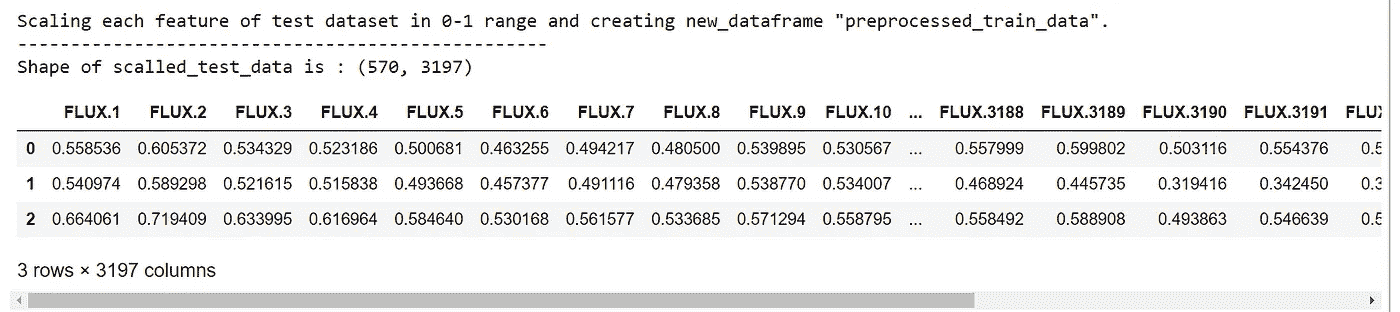 Scaling each feature of test dataset in 0-1 range and creating new_dataframe "preprocessed_train_data".
--------------------------------------------------
Shape of scalled_test_data is : (570, 3197)
FLUX.1 FLUX.2 FLUX.3 FLUX.4 FLUX.5 FLUX.6 FLUX.7 FLUX.8 FLUX.9 FLUX.10 ... FLUX.3188 FLUX.3189 FLUX.3190 FLUX.3191
0 0.558536 0.605372 0.534329 0.523186 0.500681 0.463255 0.494217 0.480500 0.539895 0.530567 ... 0.557999 0.599802 0.503116 0.554376 0.5
1 0.540974 0.589298 0.521615 0.515838 0.493668 0.457377 0.491116 0.479358 0.538770 0.534007 ... 0.468924 0.445735 0.319416 0.342450 0.3
2 0.664061 0.719409 0.633995 0.616964 0.584640 0.530168 0.561577 0.533685 0.571294 0.558795 ... 0.558492 0.588908 0.493863 0.546639 0.5
3 rows × 3197 columns